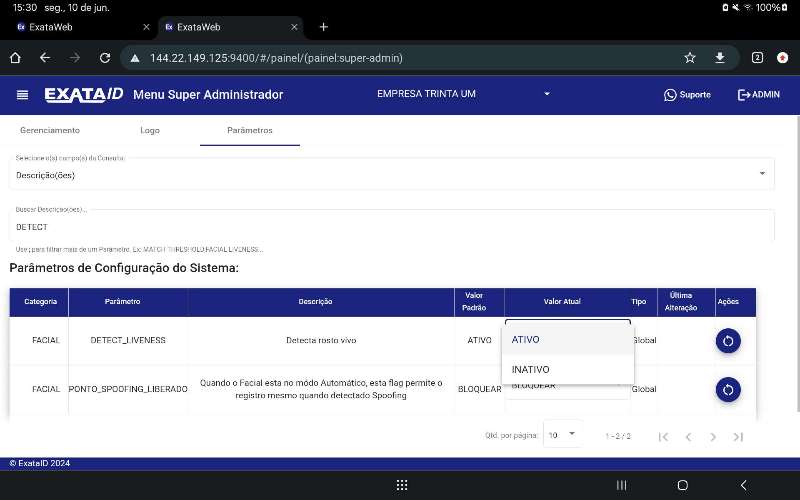 15:30 seg., 10 de jun. 100%
ExataWeb ExataWeb
144.22.149.125:9400/#/painel/(painel:super-admin) 2
EXATAID Menu Super Administrador EMPRESA TRINTA UM Suporte ADMIN
Gerenciamento Logo Parâmetros
Selecione o(s) campo(s) da Consulta:
Descrição(ões)
Buscar Descrição(ões)...
DETECT
Use ; para filtrar mais de um Parâmetro. Ex: MATCH THRESHOLD;FACIAL LIVENESS...
Parâmetros de Configuração do Sistema:
Categoria Parâmetro Descrição Valor Padrão Valor Atual Tipo Última Alteração Ações
FACIAL DETECT_LIVENESS Detecta rosto vivo ATIVO ATIVO Global
INATIVO
FACIAL PONTO_SPOOFING_LIBERADO Quando o Facial esta no módo Automático, esta flag permite o registro mesmo quando detectado Spoofing BLOQUEAR BLOQUEAR Global
Qtd. por página: 10 1 - 2 / 2
© ExataID 2024